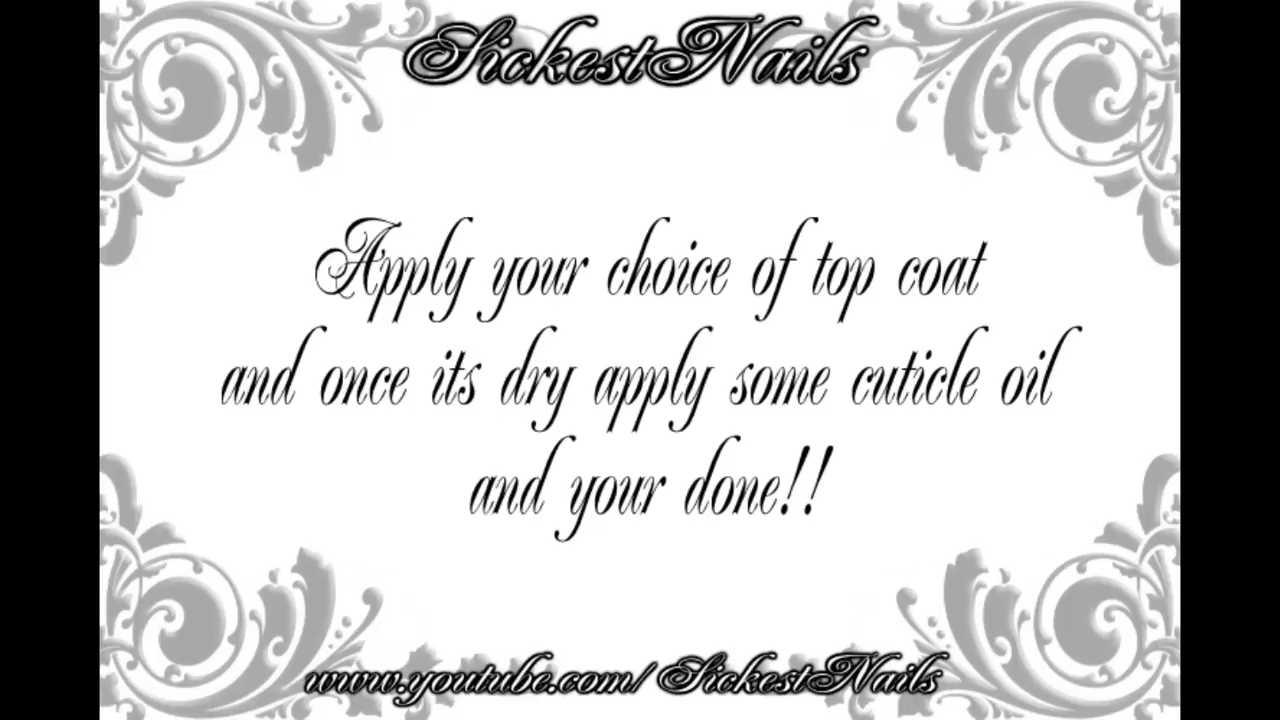 SickestNails
Apply your choice of top coat
and once its dry apply some cuticle oil
and your done!!
www.youtube.com/ SickestNails